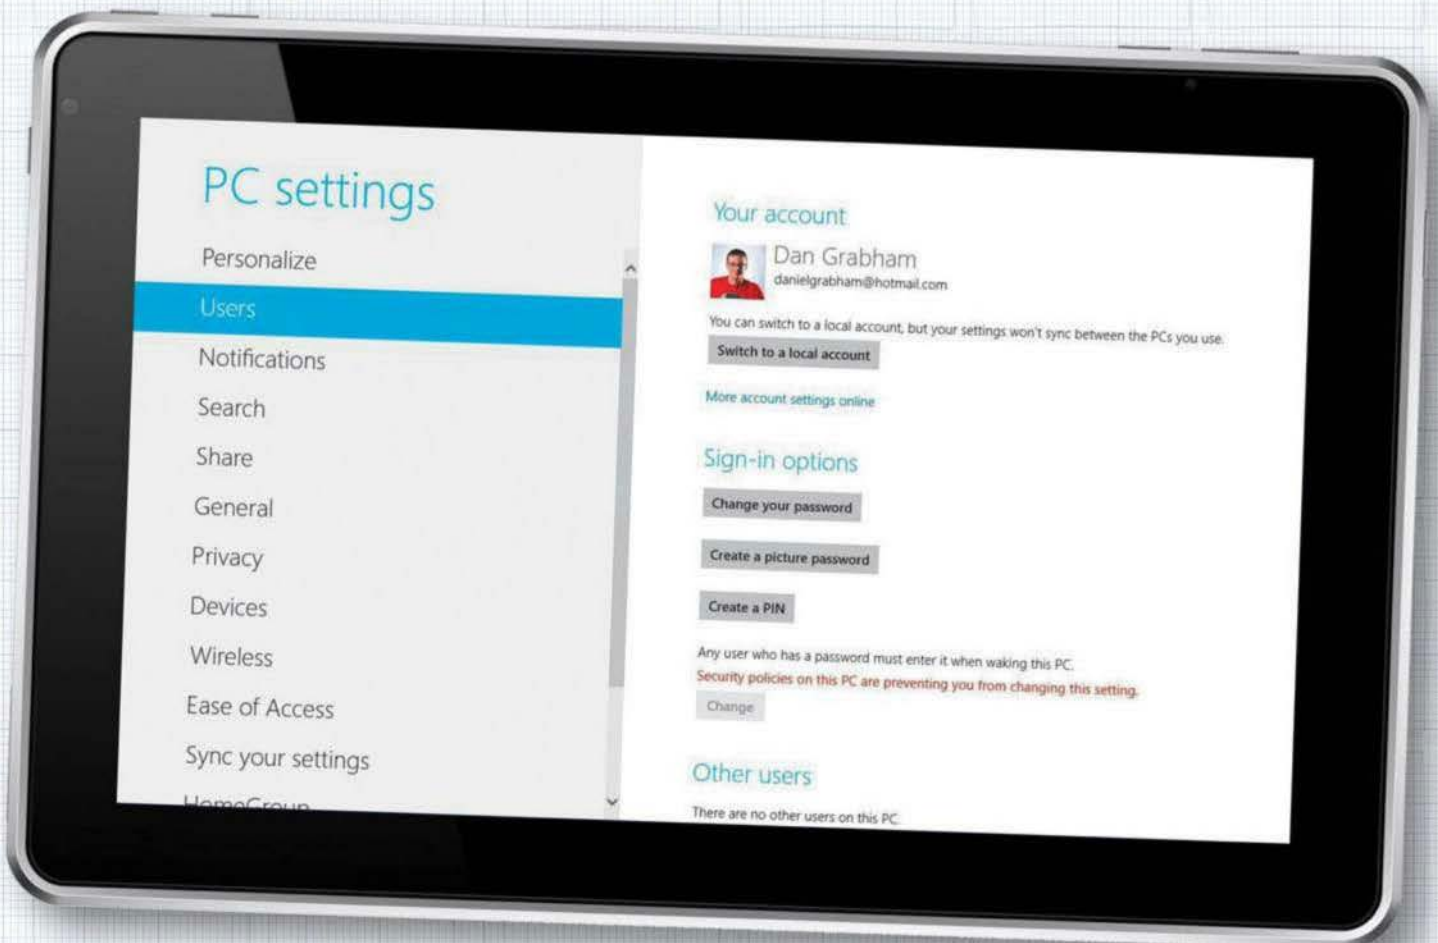 PC settings
Personalize
Users
Notifications
Search
Share
General
Privacy
Devices
Wireless
Ease of Access
Sync your settings
HomeGroup
Your account
Dan Grabham
danielgrabham@hotmail.com
You can switch to a local account, but your settings won't sync between the PCs you use.
Switch to a local account
More account settings online
Sign-in options
Change your password
Create a picture password
Create a PIN
Any user who has a password must enter it when waking this PC.
Security policies on this PC are preventing you from changing this setting.
Change
Other users
There are no other users on this PC.